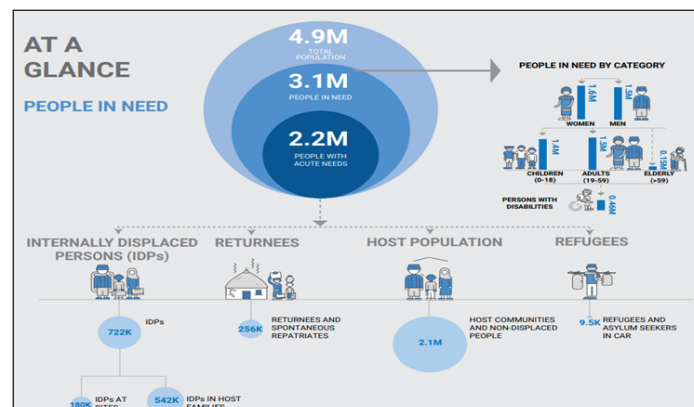 AT A
GLANCE
PEOPLE IN NEED
4.9M
TOTAL
POPULATION
3.1M
PEOPLE IN NEED
2.2M
PEOPLE WITH
ACUTE NEEDS
PEOPLE IN NEED BY CATEGORY
1.6M
1.5M
WOMEN
MEN
1.4M
1.5M
0.15M
CHILDREN
(0-18)
ADULTS
(19-59)
ELDERLY
(>59)
PERSONS WITH
DISABILITIES
0.46M
INTERNALLY DISPLACED
PERSONS (IDPs)
RETURNEES
HOST POPULATION
REFUGEES
722K
IDPs
256K
RETURNEES AND
SPONTANEOUS
REPATRIATES
2.1M
HOST COMMUNITIES
AND NON-DISPLACED
PEOPLE
9.5K
REFUGEES AND
ASYLUM SEEKERS
IN CAR
180K
IDPs AT
SITES
542K
IDPs IN HOST
FAMILIES